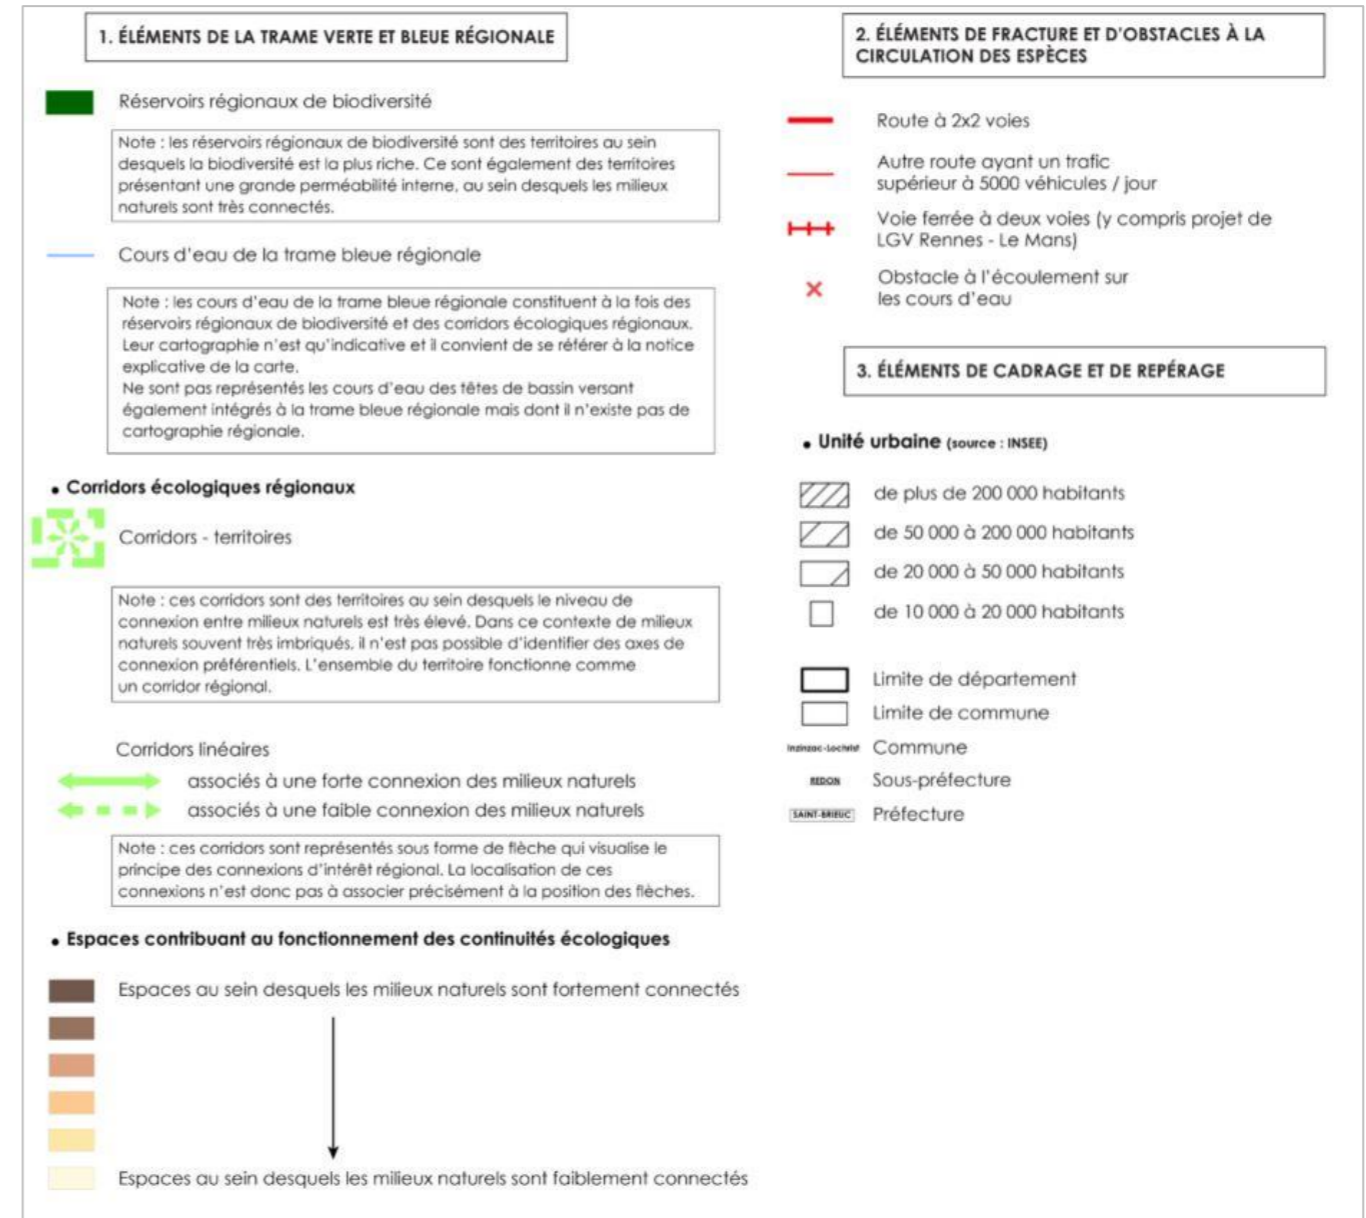 1. ÉLÉMENTS DE LA TRAME VERTE ET BLEUE RÉGIONALE
Réservoirs régionaux de biodiversité
Note : les réservoirs régionaux de biodiversité sont des territoires au sein
desquels la biodiversité est la plus riche. Ce sont également des territoires
présentant une grande perméabilité interne, au sein desquels les milieux
naturels sont très connectés.
Cours d'eau de la trame bleue régionale
Note : les cours d'eau de la trame bleue régionale constituent à la fois des
réservoirs régionaux de biodiversité et des corridors écologiques régionaux.
Leur cartographie n'est qu'indicative et il convient de se référer à la notice
explicative de la carte.
Ne sont pas représentés les cours d'eau des têtes de bassin versant
également intégrés à la trame bleue régionale mais dont il n'existe pas de
cartographie régionale.
• Corridors écologiques régionaux
Corridors - territoires
Note : ces corridors sont des territoires au sein desquels le niveau de
connexion entre milieux naturels est très élevé. Dans ce contexte de milieux
naturels souvent très imbriqués, il n'est pas possible d'identifier des axes de
connexion préférentiels. L'ensemble du territoire fonctionne comme
un corridor régional.
Corridors linéaires
associés à une forte connexion des milieux naturels
associés à une faible connexion des milieux naturels
Note : ces corridors sont représentés sous forme de flèche qui visualise le
principe des connexions d'intérêt régional. La localisation de ces
connexions n'est donc pas à associer précisément à la position des flèches.
• Espaces contribuant au fonctionnement des continuités écologiques
Espaces au sein desquels les milieux naturels sont fortement connectés
Espaces au sein desquels les milieux naturels sont faiblement connectés
2. ÉLÉMENTS DE FRACTURE ET D'OBSTACLES À LA
CIRCULATION DES ESPÈCES
Route à 2x2 voies
Autre route ayant un trafic
supérieur à 5000 véhicules / jour
Voie ferrée à deux voies (y compris projet de
LGV Rennes - Le Mans)
Obstacle à l'écoulement sur
les cours d'eau
3. ÉLÉMENTS DE CADRAGE ET DE REPÉRAGE
• Unité urbaine (source : INSEE)
de plus de 200 000 habitants
de 50 000 à 200 000 habitants
de 20 000 à 50 000 habitants
de 10 000 à 20 000 habitants
Limite de département
Limite de commune
Inzinzac-Lochrist Commune
REDON Sous-préfecture
SAINT-BRIEUC Préfecture